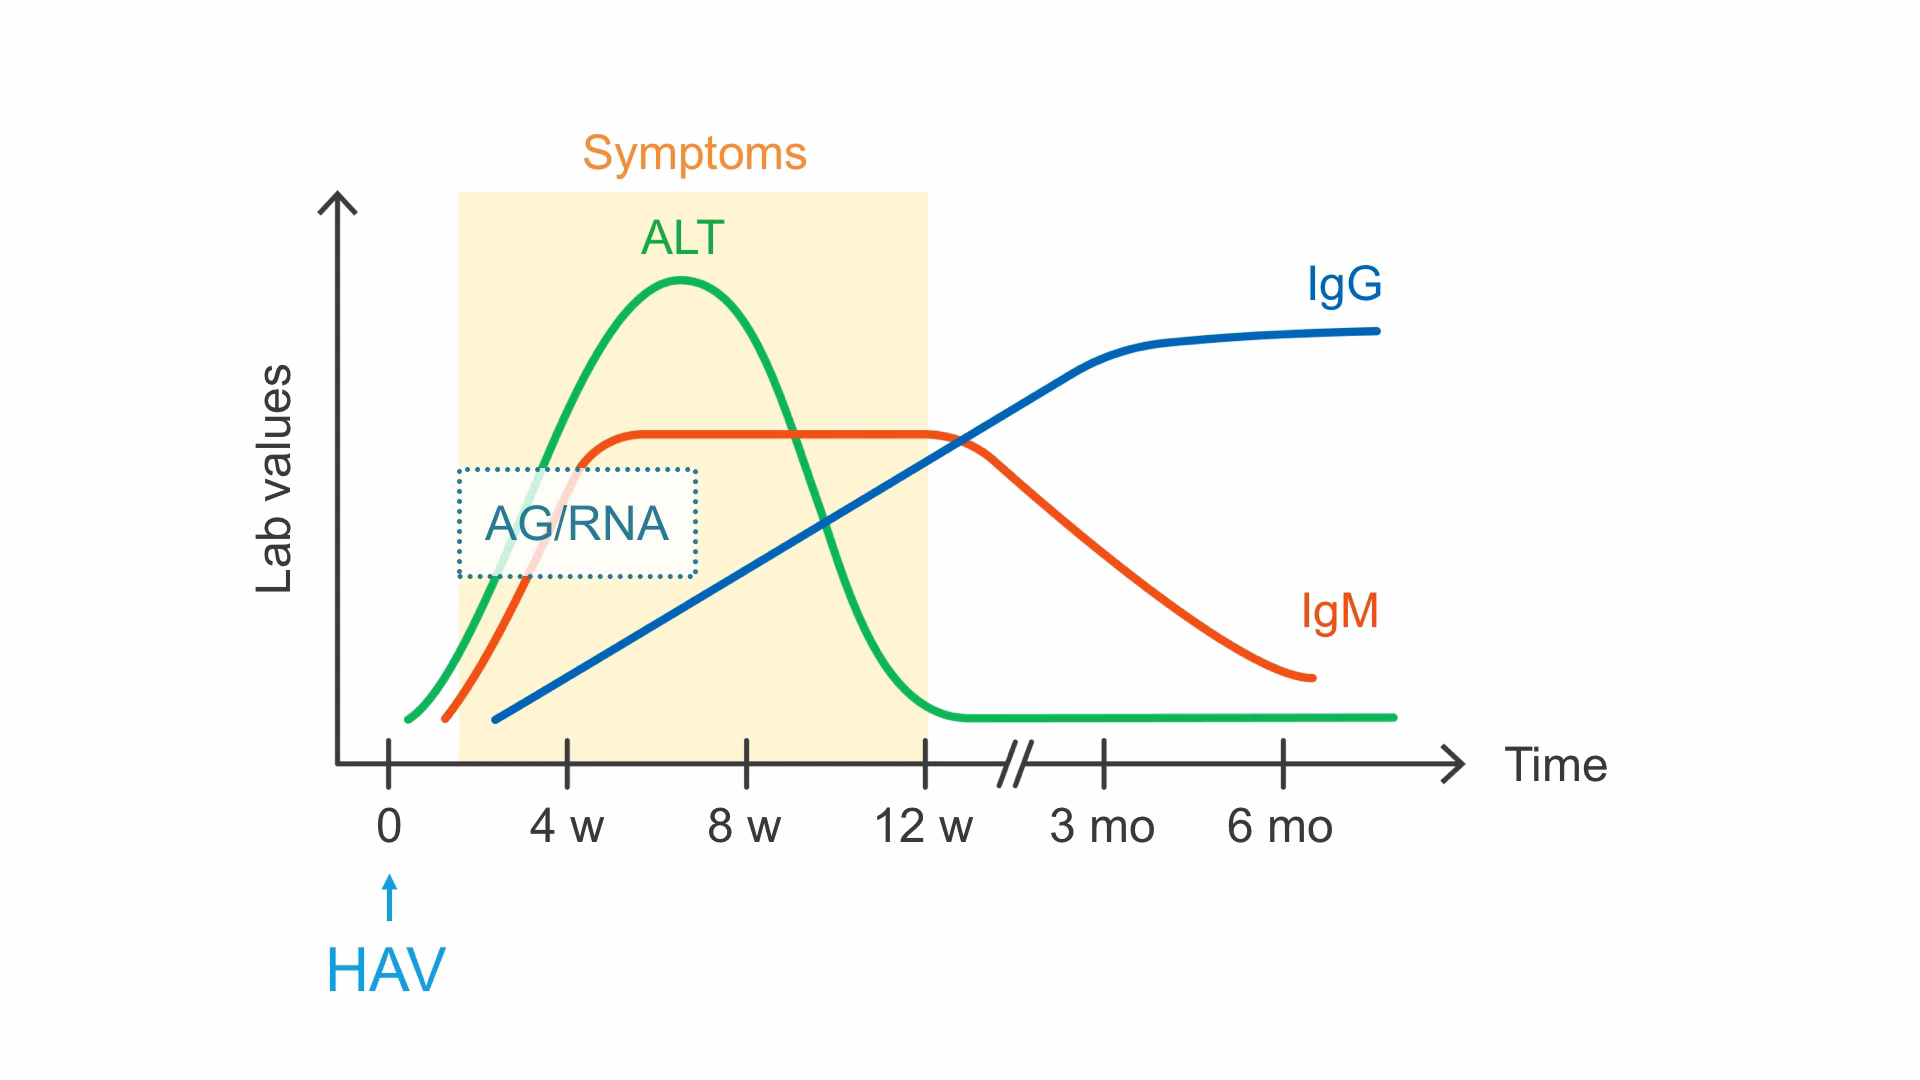 Symptoms
ALT
IgG
AG/RNA
Lab values
IgM
Time
0
4 w
8 w
12 w
3 mo
6 mo
HAV